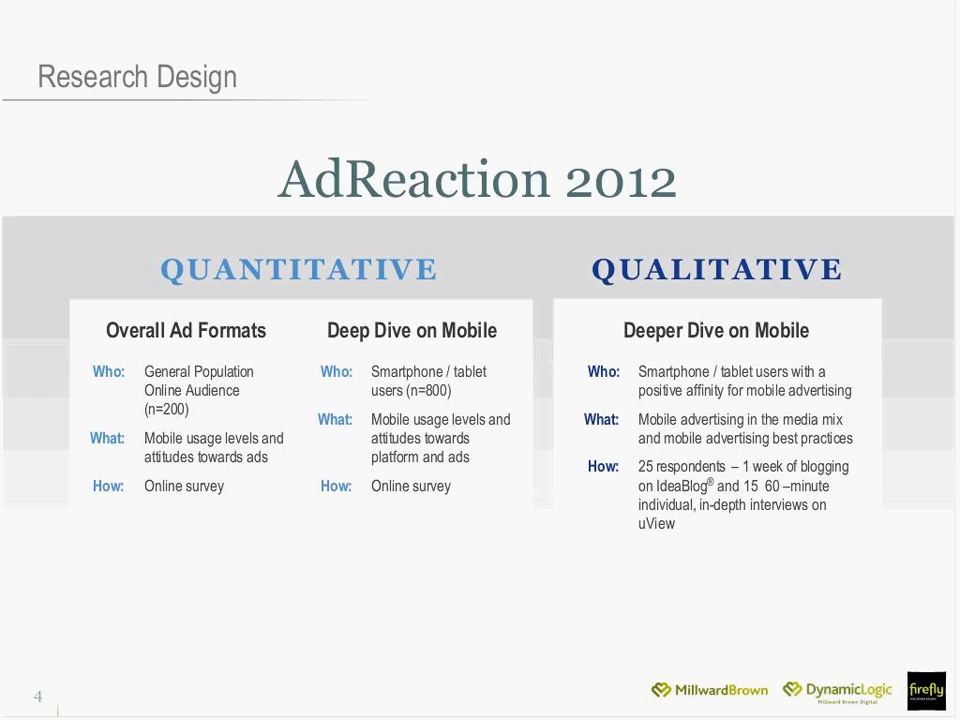 Research Design
AdReaction 2012
QUANTITATIVE
QUALITATIVE
Overall Ad Formats
Who: General Population
Online Audience
(n=200)
What: Mobile usage levels and
attitudes towards ads
How: Online survey
Deep Dive on Mobile
Who: Smartphone / tablet
users (n=800)
What: Mobile usage levels and
attitudes towards
platform and ads
How: Online survey
Deeper Dive on Mobile
Who: Smartphone / tablet users with a
positive affinity for mobile advertising
What: Mobile advertising in the media mix
and mobile advertising best practices
How: 25 respondents – 1 week of blogging
on IdeaBlog® and 15 60 –minute
individual, in-depth interviews on
uView
4
MillwardBrown
DynamicLogic
Millward Brown Digital
firefly